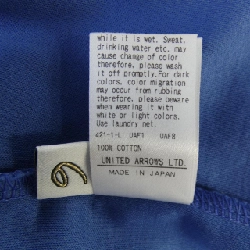 while it is wet. Sweat,
drinking water etc. may
cause change of color
therefore, please wash
it off promptly.For dark
colors, color migration
may occur from rubbing
therefore, please beware
when wearing it with
white or light colors.
Use laundry net.
100% COTTON
UNITED ARROWS LTD.
MADE IN JAPAN